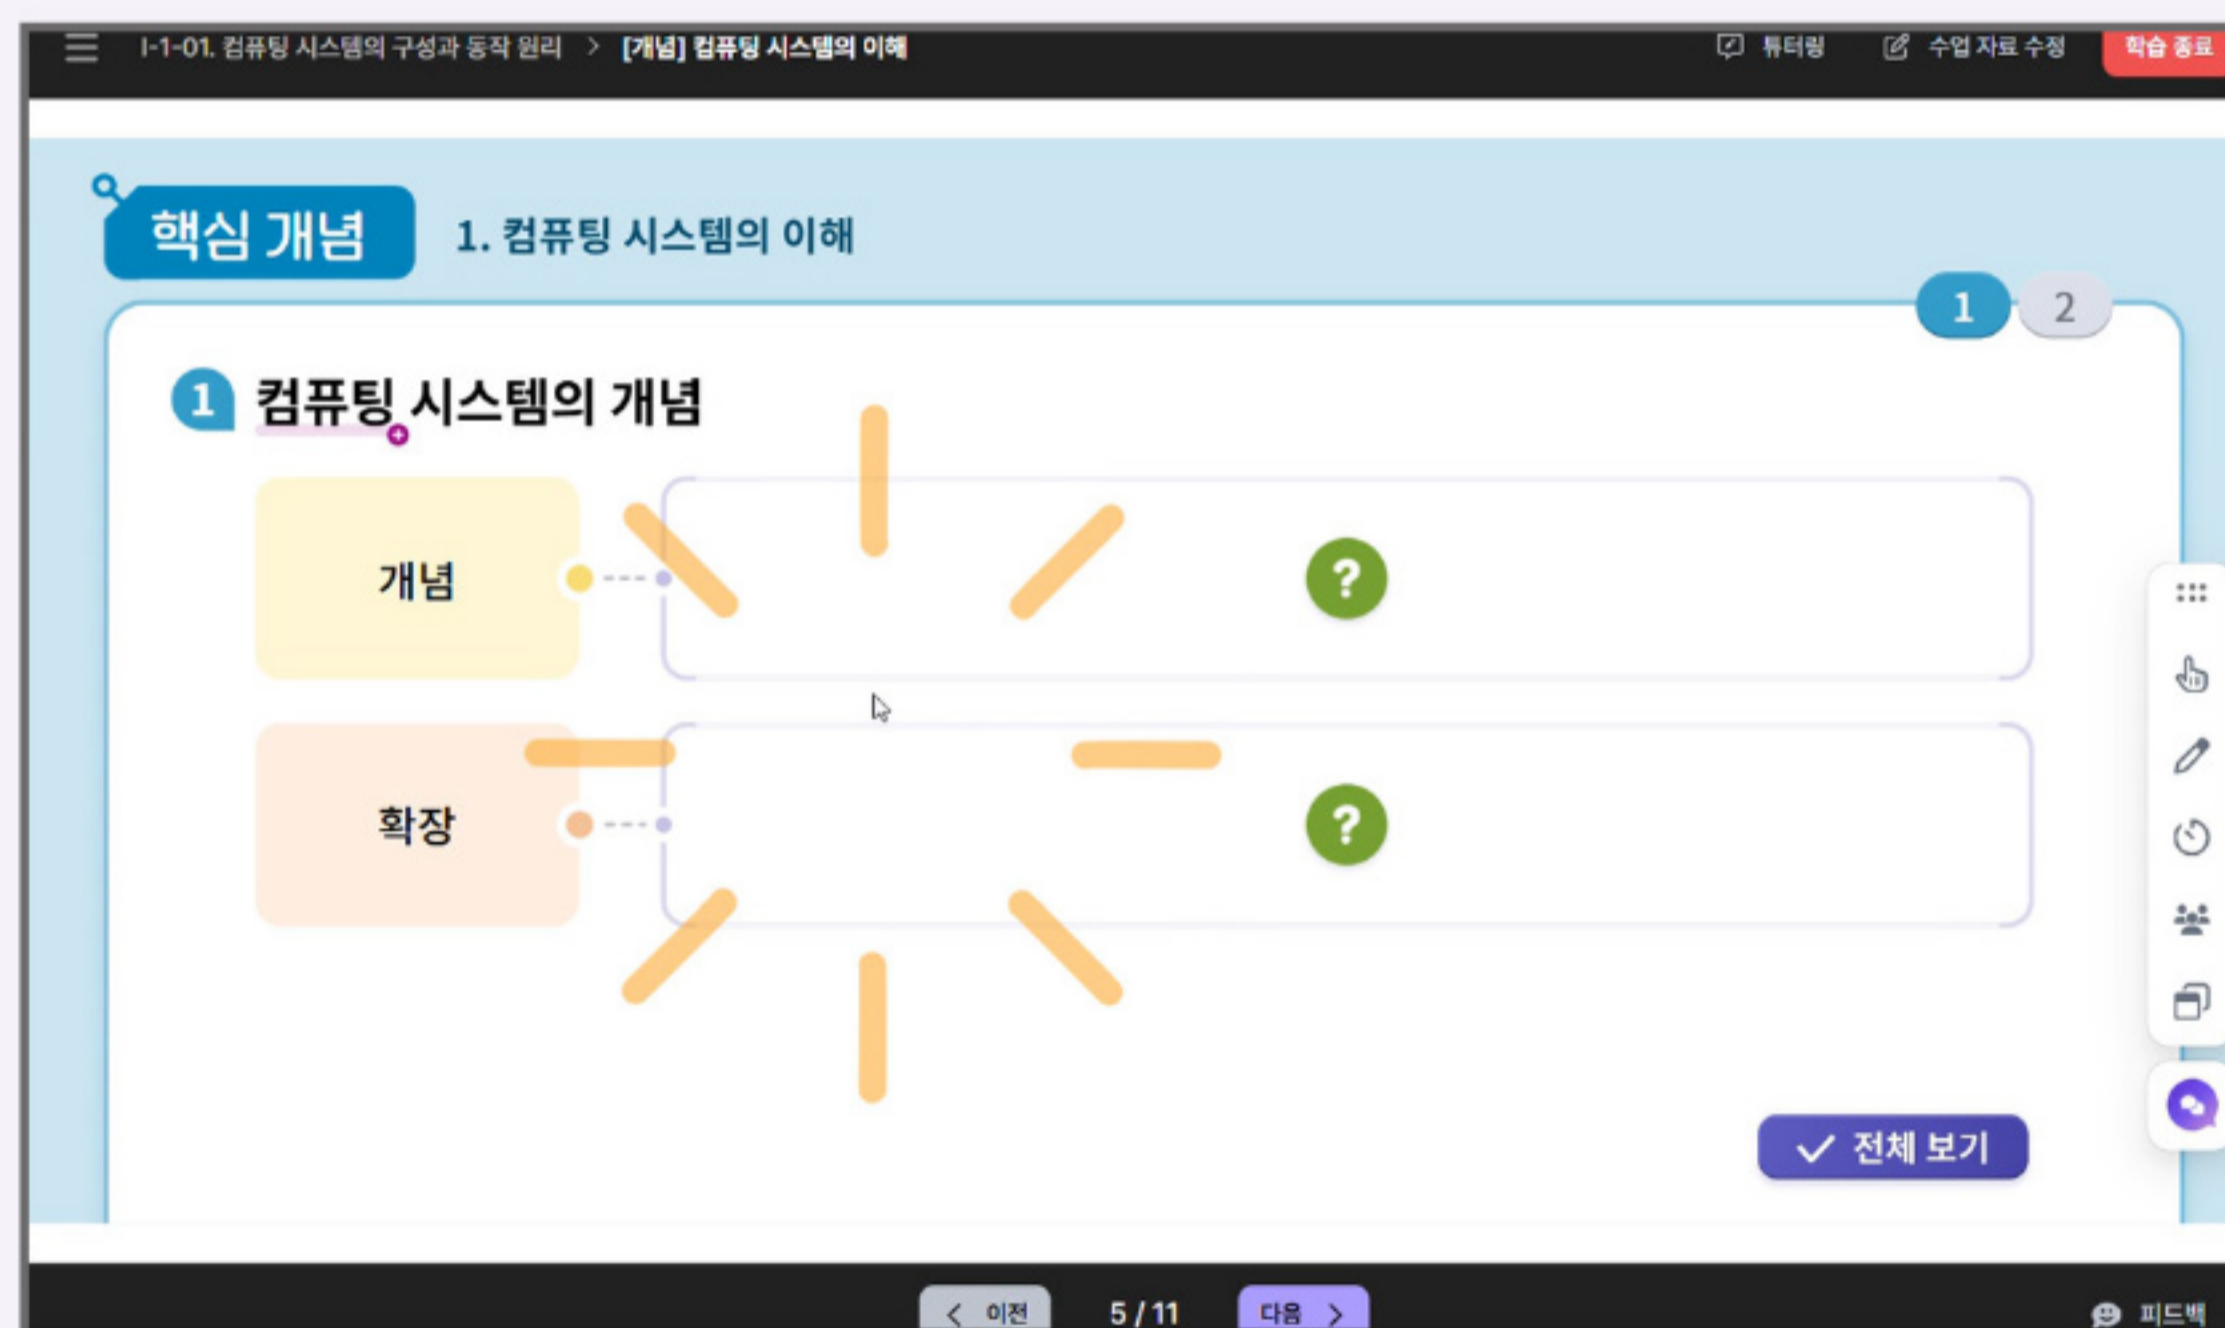 I-1-01. 컴퓨팅 시스템의 구성과 동작 원리 > [개념] 컴퓨팅 시스템의 이해
튜터링
수업 자료 수정
학습 종료
핵심 개념
1. 컴퓨팅 시스템의 이해
1
2
1 컴퓨팅 시스템의 개념
개념
?
확장
?
전체 보기
이전
5 / 11
다음
피드백